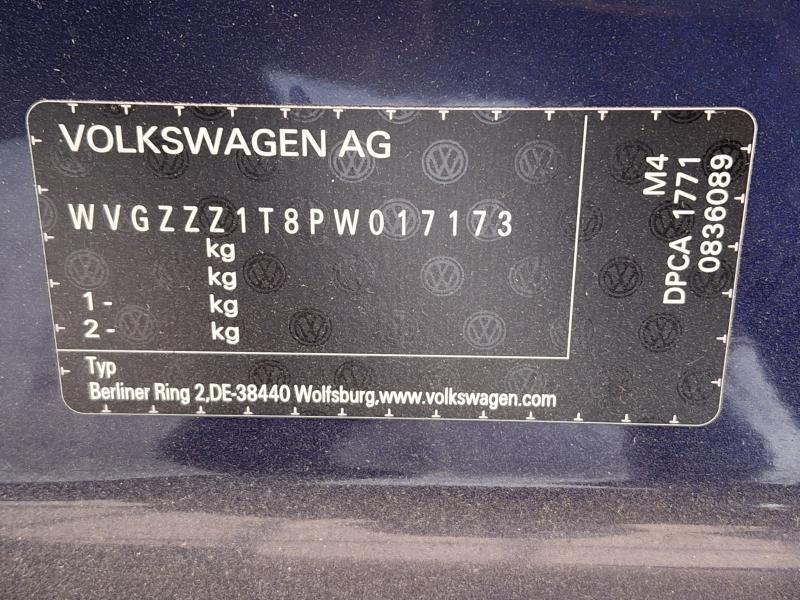 VOLKSWAGEN AG
WVGZZZ1T8PW017173
kg
kg
1 - kg
2 - kg
Typ
Berliner Ring 2,DE-38440 Wolfsburg,www.volkswagen.com
M4
DPCA 1771
0836089